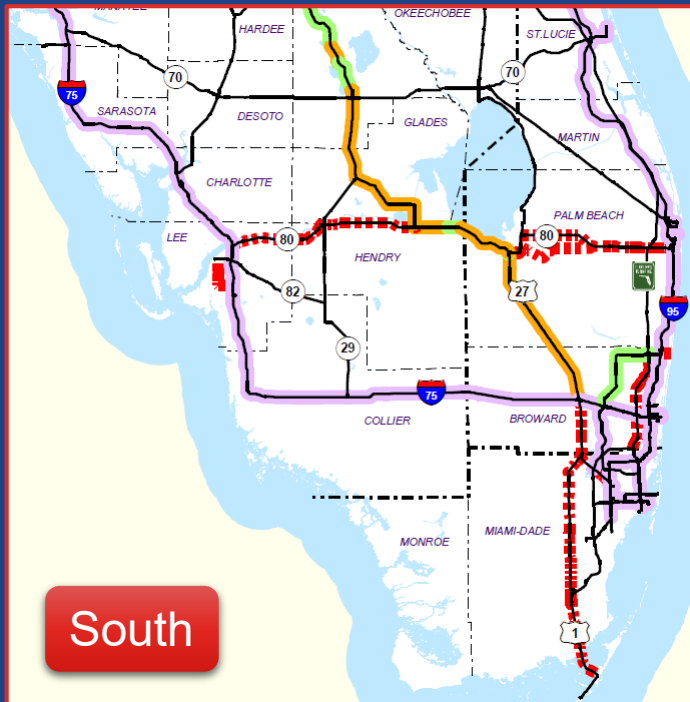 MANATEE
HARDEE
OKEECHOBEE
ST.LUCIE
70
70
75
SARASOTA
DESOTO
GLADES
MARTIN
CHARLOTTE
PALM BEACH
LEE
80
80
HENDRY
82
27
95
29
75
COLLIER
BROWARD
MONROE
MIAMI-DADE
South
1